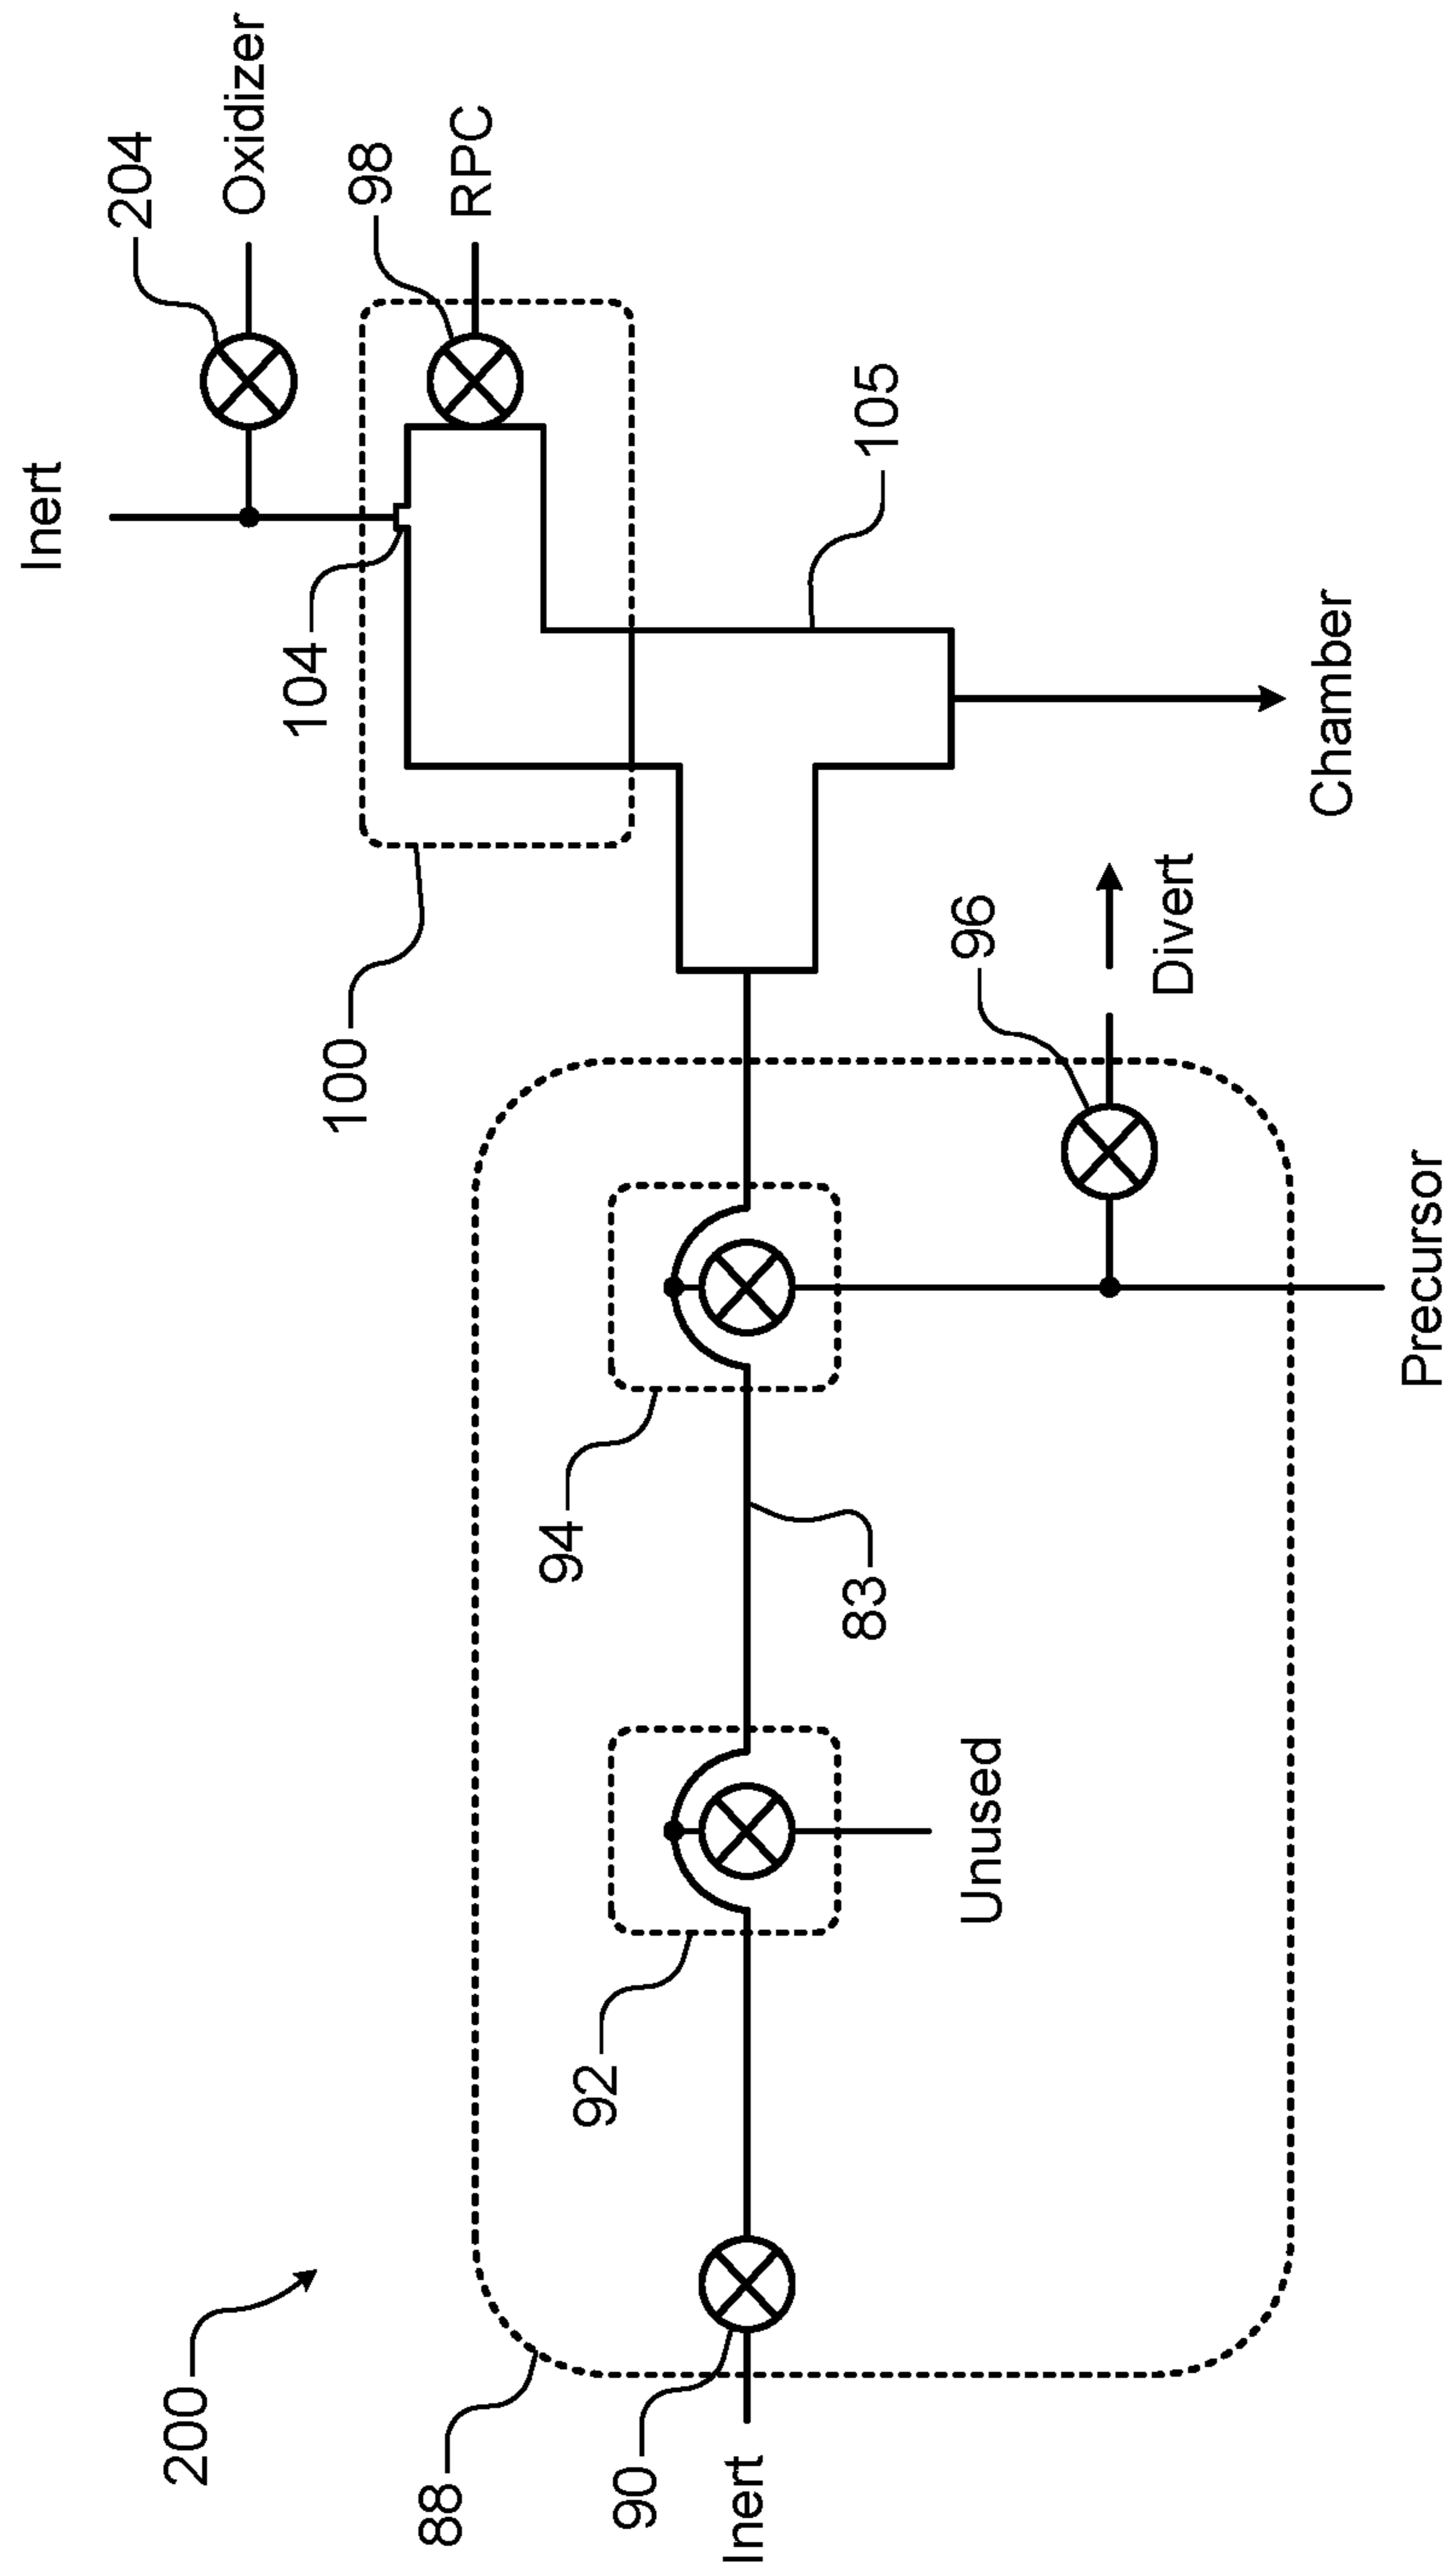 200
88
90
Inert
92
Unused
94
83
Precursor
96
Divert
100
104
Inert
204
Oxidizer
98
RPC
105
Chamber